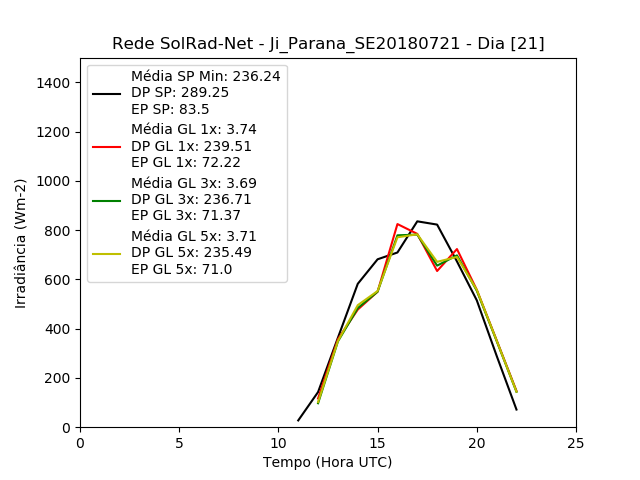 Rede SolRad-Net - Ji_Parana_SE20180721 - Dia [21]
Média SP Min: 236.24
DP SP: 289.25
EP SP: 83.5
Média GL 1x: 3.74
DP GL 1x: 239.51
EP GL 1x: 72.22
Média GL 3x: 3.69
DP GL 3x: 236.71
EP GL 3x: 71.37
Média GL 5x: 3.71
DP GL 5x: 235.49
EP GL 5x: 71.0
Irradiância (Wm-2)
1400
1200
1000
800
600
400
200
0
0 5 10 15 20 25
Tempo (Hora UTC)